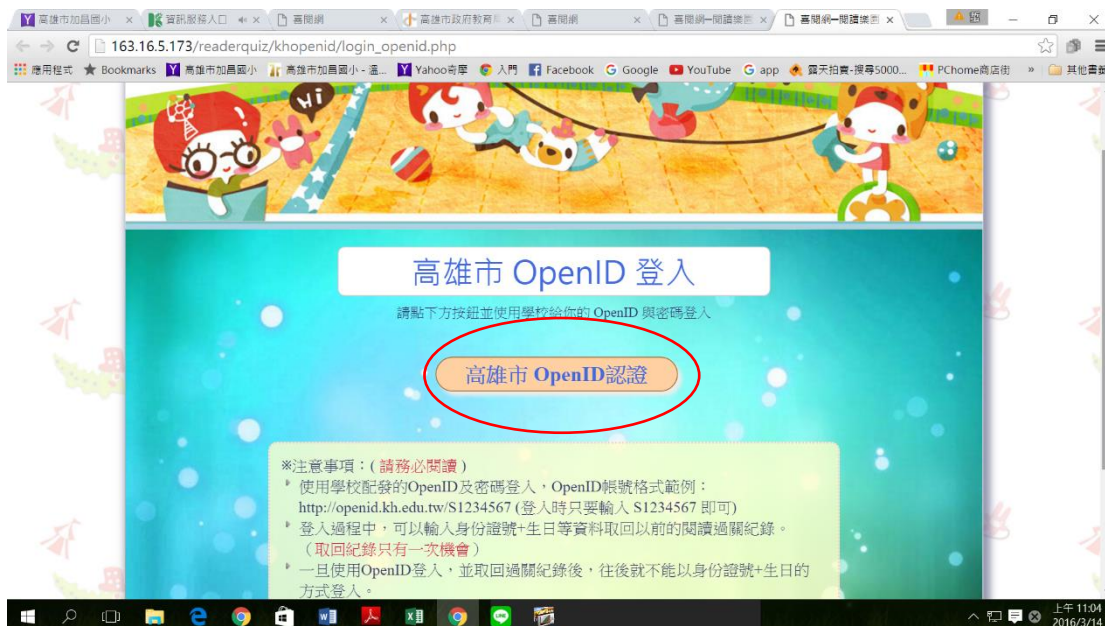 高雄市加昌國小
資訊服務入口
喜閱網
高雄市政府教育
喜閱網
喜閱網—閱讀樂園
喜閱網—閱讀樂園
163.16.5.173/readerquiz/khopenid/login_openid.php
應用程式
Bookmarks
高雄市加昌國小
高雄市加昌國小 - 溫...
Yahoo奇摩
入門
Facebook
Google
YouTube
app
露天拍賣-搜尋5000...
PChome商店街
»
其他書籤
Hi
高雄市 OpenID 登入
請點下方按鈕並使用學校給你的 OpenID 與密碼登入
高雄市 OpenID認證
※注意事項：( 請務必閱讀 )
使用學校配發的OpenID及密碼登入，OpenID帳號格式範例：
http://openid.kh.edu.tw/S1234567 (登入時只要輸入 S1234567 即可)
登入過程中，可以輸入身份證號+生日等資料取回以前的閱讀過關紀錄。
（取回紀錄只有一次機會）
一旦使用OpenID登入，並取回過關紀錄後，往後就不能以身份證號+生日的
方式登入。
上午 11:04
2016/3/14